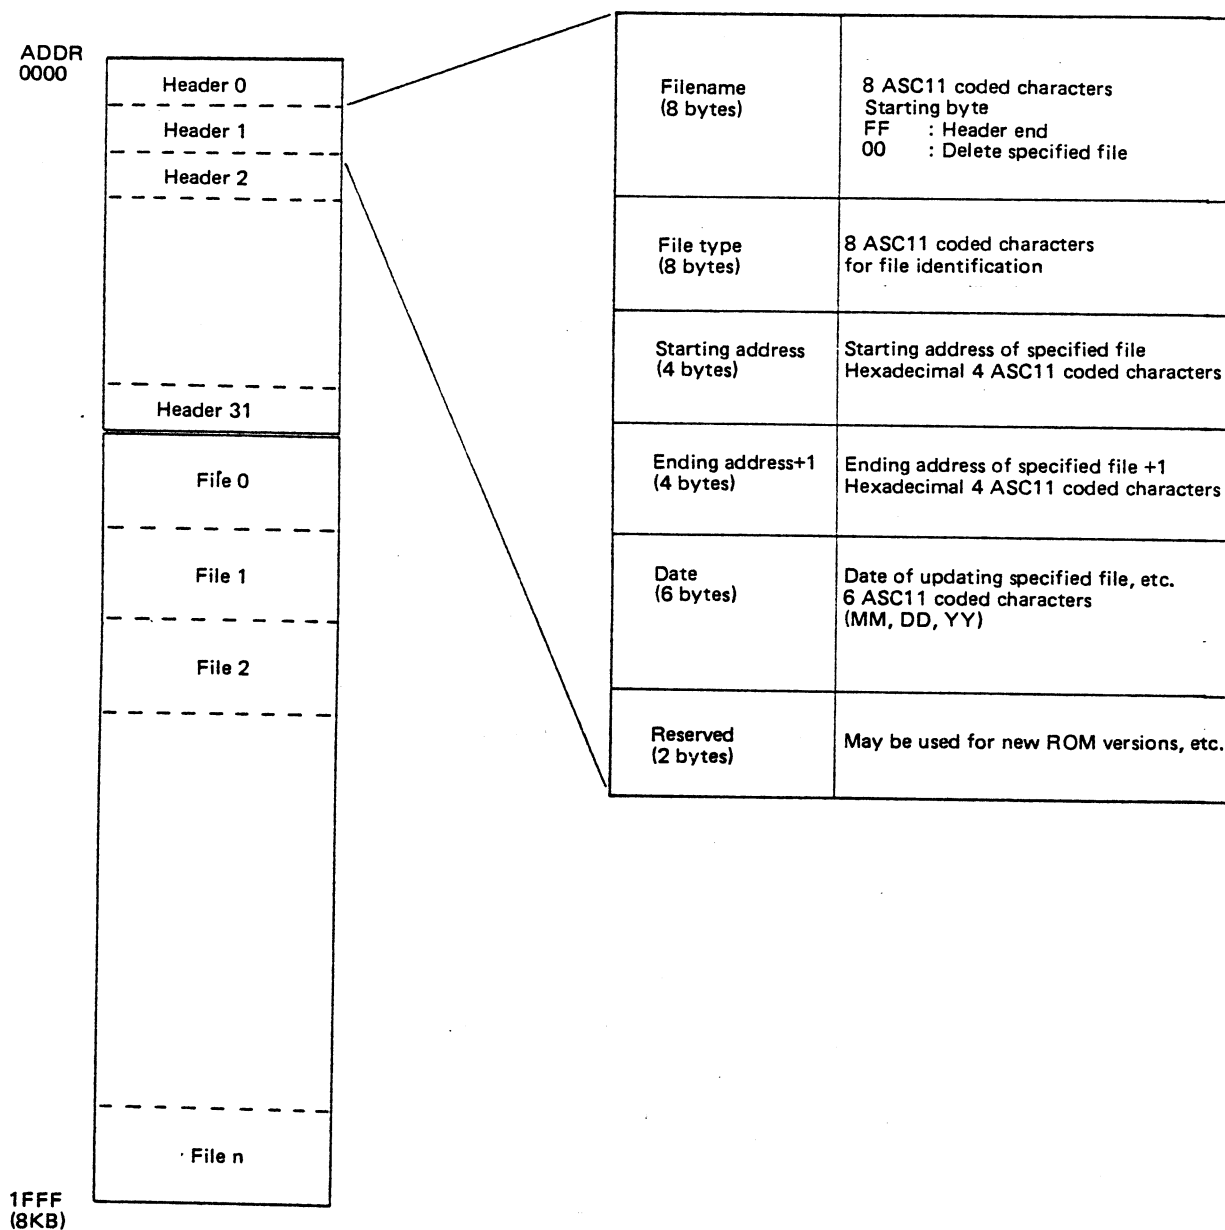 ADDR
0000
Header 0
Header 1
Header 2
Header 31
File 0
File 1
File 2
File n
1FFF
(8KB)
Filename
(8 bytes)
8 ASC11 coded characters
Starting byte
FF : Header end
00 : Delete specified file
File type
(8 bytes)
8 ASC11 coded characters
for file identification
Starting address
(4 bytes)
Starting address of specified file
Hexadecimal 4 ASC11 coded characters
Ending address+1
(4 bytes)
Ending address of specified file +1
Hexadecimal 4 ASC11 coded characters
Date
(6 bytes)
Date of updating specified file, etc.
6 ASC11 coded characters
(MM, DD, YY)
Reserved
(2 bytes)
May be used for new ROM versions, etc.